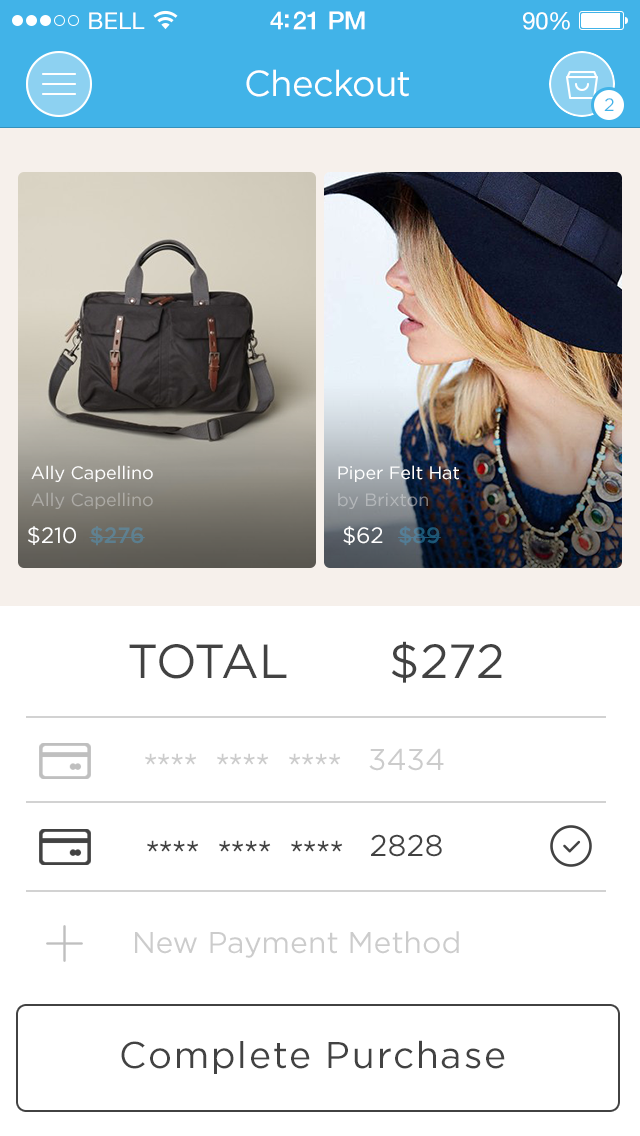 BELL 4:21 PM 90%
Checkout
2
Ally Capellino
Ally Capellino
$210 $276
Piper Felt Hat
by Brixton
$62 $89
TOTAL $272
**** **** **** 3434
**** **** **** 2828
New Payment Method
Complete Purchase